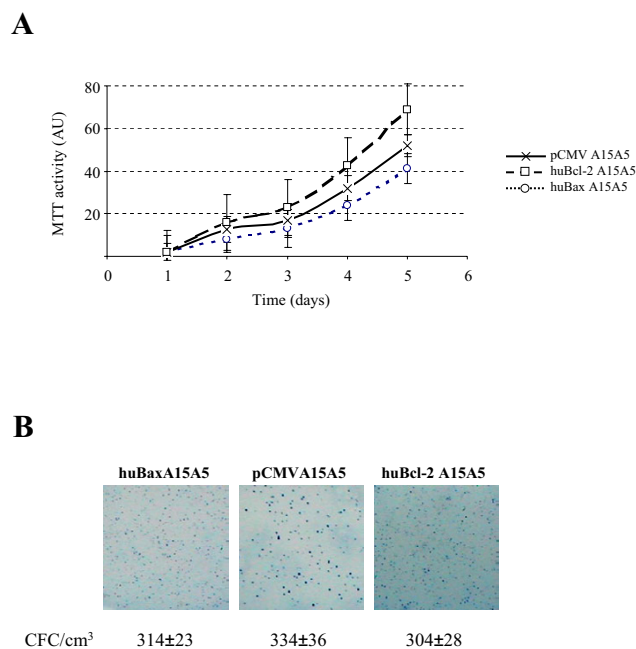 A
MTT activity (AU)
80
60
40
20
0 1 2 3 4 5 6
Time (days)
pCMV A15A5
huBcl-2 A15A5
huBax A15A5
B
huBaxA15A5 pCMVA15A5 huBcl-2 A15A5
CFC/cm³ 314±23 334±36 304±28